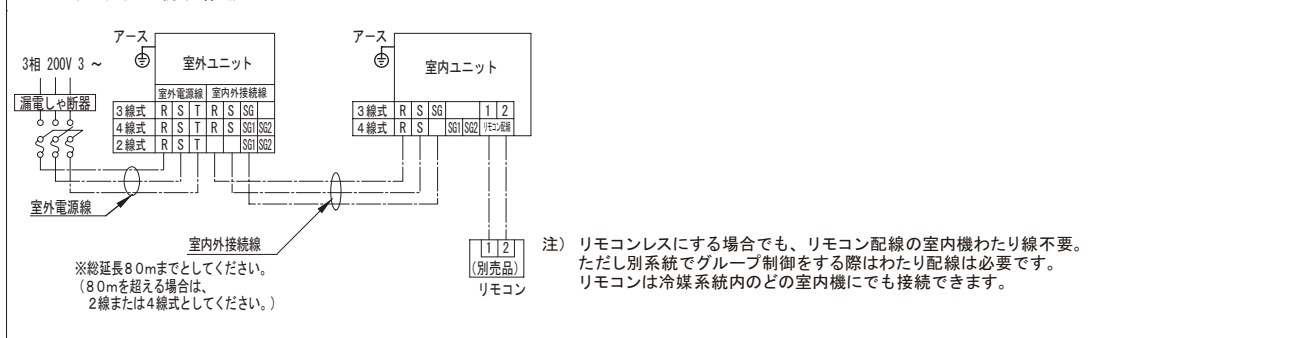 アース
3相 200V 3 ~
室外ユニット
漏電しゃ断器
室外電源線 室内外接続線
3線式 R S T R S SG
4線式 R S T R S SG1 SG2
2線式 R S T SG1 SG2
室外電源線
アース
室内ユニット
3線式 R S SG 1 2
4線式 R S SG1 SG2 リモコン配線
室内外接続線
※総延長80mまでとしてください。
(80mを超える場合は、
2線または4線式としてください。)
1 2
(別売品)
リモコン
注) リモコンレスにする場合でも、リモコン配線の室内機わたり線不要。
ただし別系統でグループ制御をする際はわたり配線は必要です。
リモコンは冷媒系統内のどの室内機にでも接続できます。